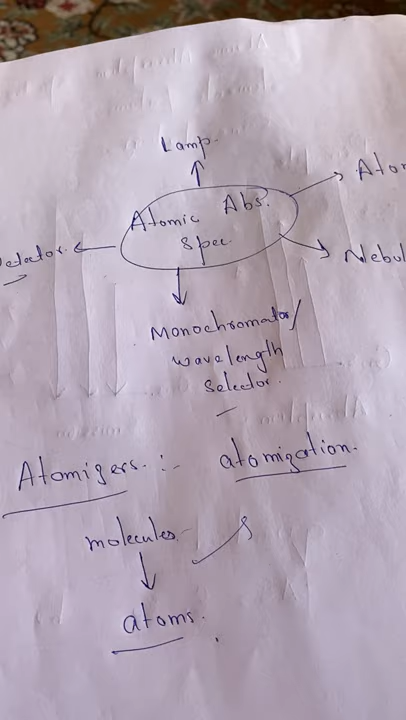 Lamp.
Atomic Abs.
Spec.
Monochromator/
wavelength
selector.
Atomizers :- atomization.
molecules
atoms.